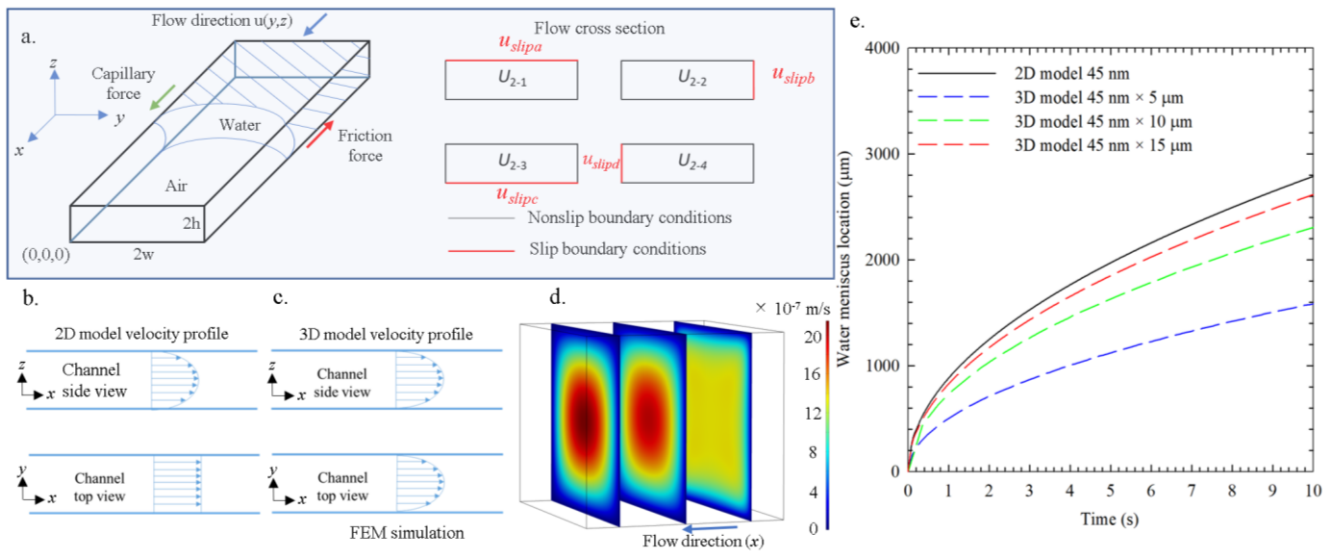 a.
Flow direction u(y,z)
z
y
x
Capillary
force
Water
Friction
force
Air
2h
(0,0,0)
2w
Flow cross section
uslipa
U2-1
U2-2
uslipb
U2-3
uslipd
U2-4
uslipc
Nonslip boundary conditions
Slip boundary conditions
b.
2D model velocity profile
z
x
Channel
side view
y
x
Channel
top view
c.
3D model velocity profile
z
x
Channel
side view
y
x
Channel
top view
FEM simulation
d.
× 10-7 m/s
20
16
12
8
4
0
Flow direction (x)
e.
4000
3000
2000
1000
0
Water meniscus location (μm)
2D model 45 nm
3D model 45 nm × 5 μm
3D model 45 nm × 10 μm
3D model 45 nm × 15 μm
0 1 2 3 4 5 6 7 8 9 10
Time (s)